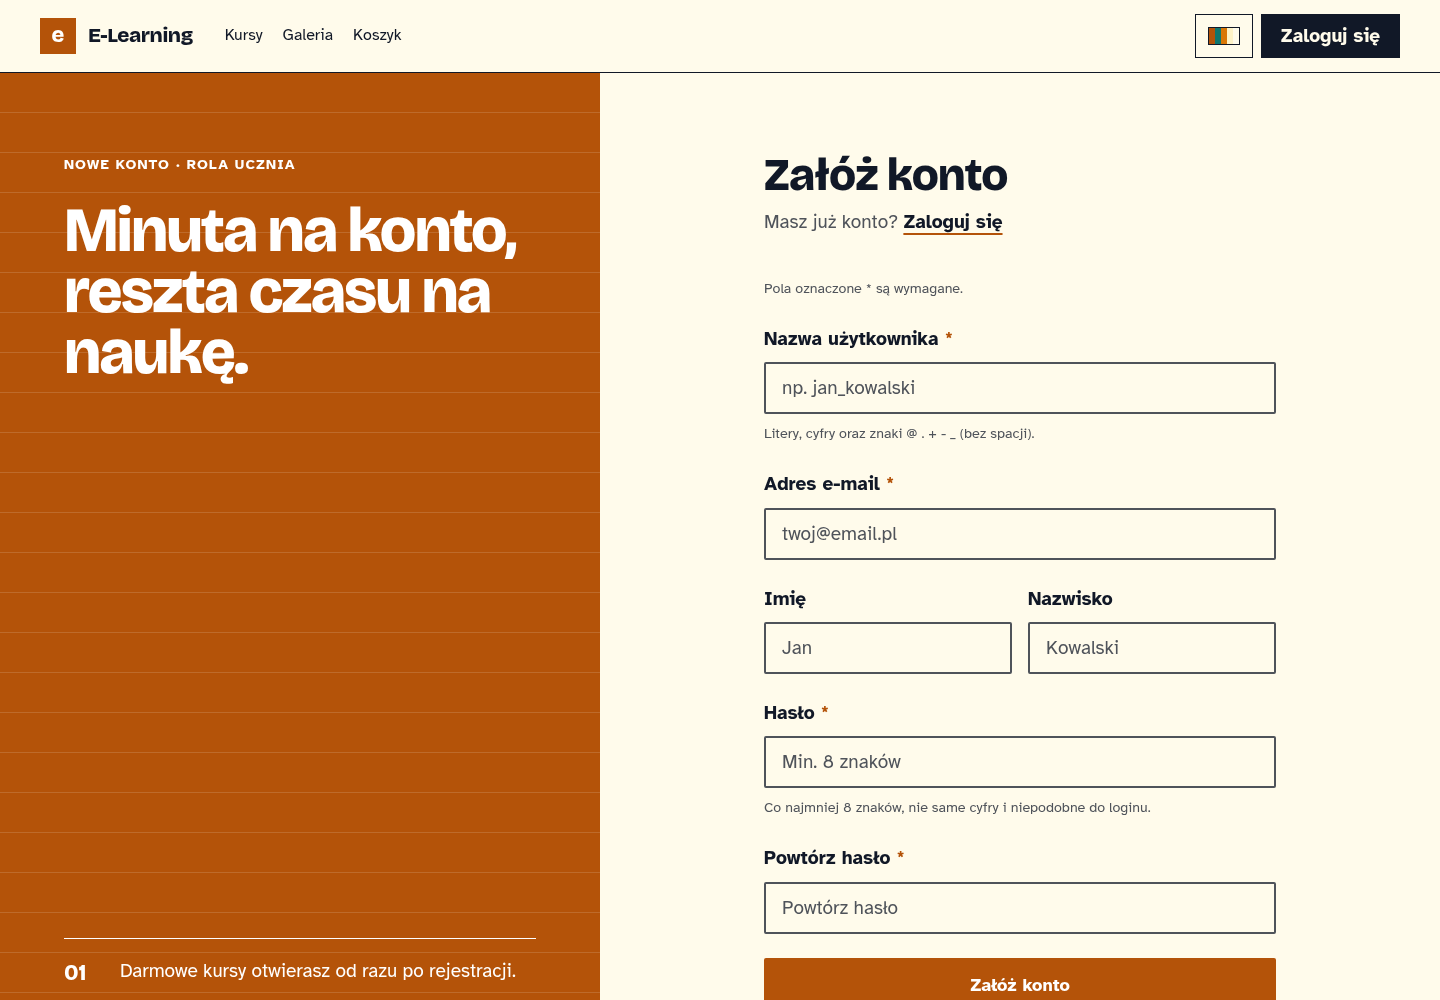 e E-Learning Kursy Galeria Koszyk Zaloguj się
NOWE KONTO · ROLA UCZNIA
Minuta na konto,
reszta czasu na
naukę.
01 Darmowe kursy otwierasz od razu po rejestracji.
Załóż konto
Masz już konto? Zaloguj się
Pola oznaczone * są wymagane.
Nazwa użytkownika *
np. jan_kowalski
Litery, cyfry oraz znaki @ . + - _ (bez spacji).
Adres e-mail *
twoj@email.pl
Imię Nazwisko
Jan Kowalski
Hasło *
Min. 8 znaków
Co najmniej 8 znaków, nie same cyfry i niepodobne do loginu.
Powtórz hasło *
Powtórz hasło
Załóż konto